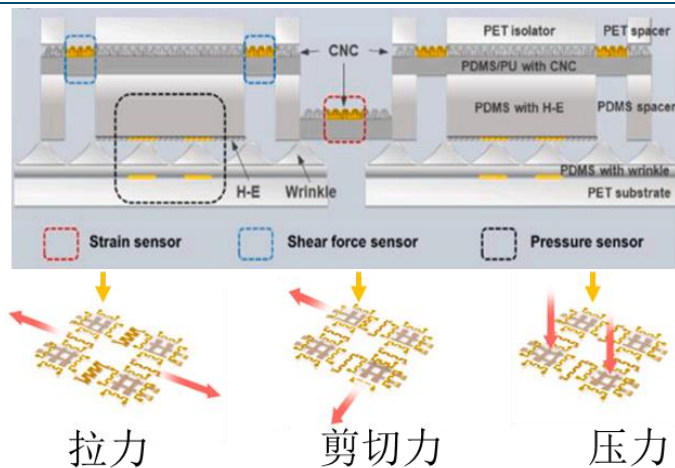 PET isolator
PET spacer
CNC
PDMS/PU with CNC
PDMS with H-E
PDMS spacer
H-E
Wrinkle
PDMS with wrinkle
PET substrate
Strain sensor
Shear force sensor
Pressure sensor
拉力
剪切力
压力